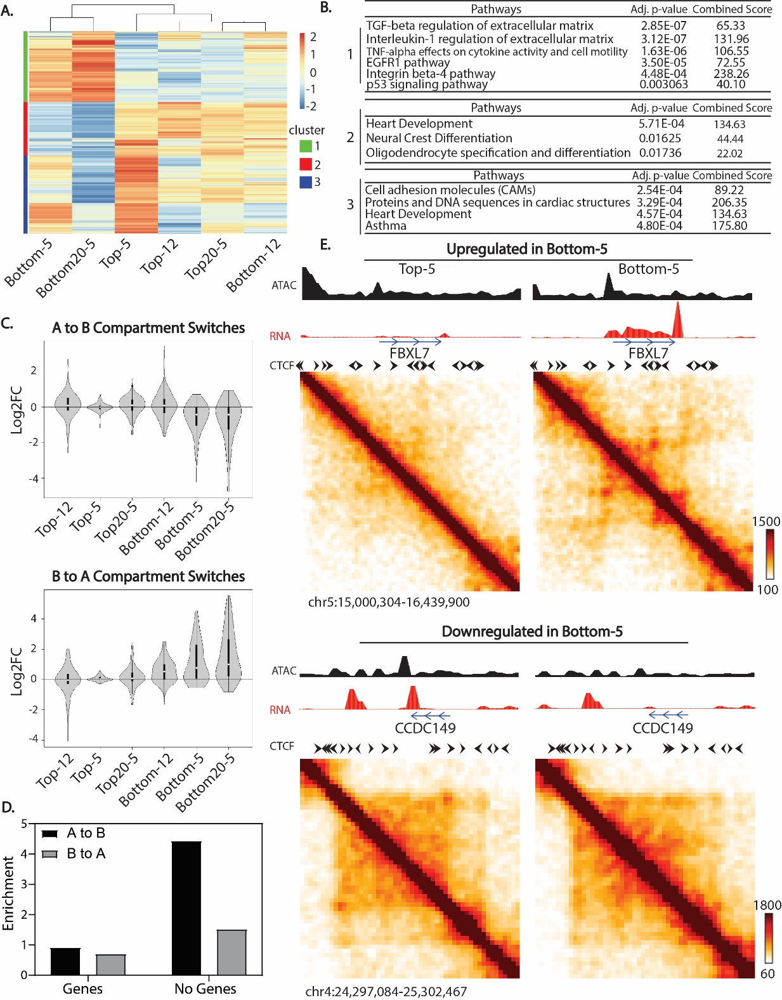 A.
2
1
0
-1
-2
cluster
1
2
3
Bottom-5
Bottom20-5
Top-5
Top-12
Top20-5
Bottom-12
B.
Pathways Adj. p-value Combined Score
1
TGF-beta regulation of extracellular matrix 2.85E-07 65.33
Interleukin-1 regulation of extracellular matrix 3.12E-07 131.96
TNF-alpha effects on cytokine activity and cell motility 1.63E-06 106.55
EGFR1 pathway 3.50E-05 72.55
Integrin beta-4 pathway 4.48E-04 238.26
p53 signaling pathway 0.003063 40.10
Pathways Adj. p-value Combined Score
2
Heart Development 5.71E-04 134.63
Neural Crest Differentiation 0.01625 44.44
Oligodendrocyte specification and differentiation 0.01736 22.02
Pathways Adj. p-value Combined Score
3
Cell adhesion molecules (CAMs) 2.54E-04 89.22
Proteins and DNA sequences in cardiac structures 3.29E-04 206.35
Heart Development 4.57E-04 134.63
Asthma 4.80E-04 175.80
C.
A to B Compartment Switches
Log2FC
2
0
-2
-4
Top-12
Top-5
Top20-5
Bottom-12
Bottom-5
Bottom20-5
B to A Compartment Switches
Log2FC
4
2
0
-2
-4
Top-12
Top-5
Top20-5
Bottom-12
Bottom-5
Bottom20-5
D.
Enrichment
5
4
3
2
1
0
A to B
B to A
Genes
No Genes
E.
Upregulated in Bottom-5
Top-5 Bottom-5
ATAC
RNA
FBXL7 FBXL7
CTCF
1500
100
chr5:15,000,304-16,439,900
Downregulated in Bottom-5
ATAC
RNA
CCDC149 CCDC149
CTCF
1800
60
chr4:24,297,084-25,302,467